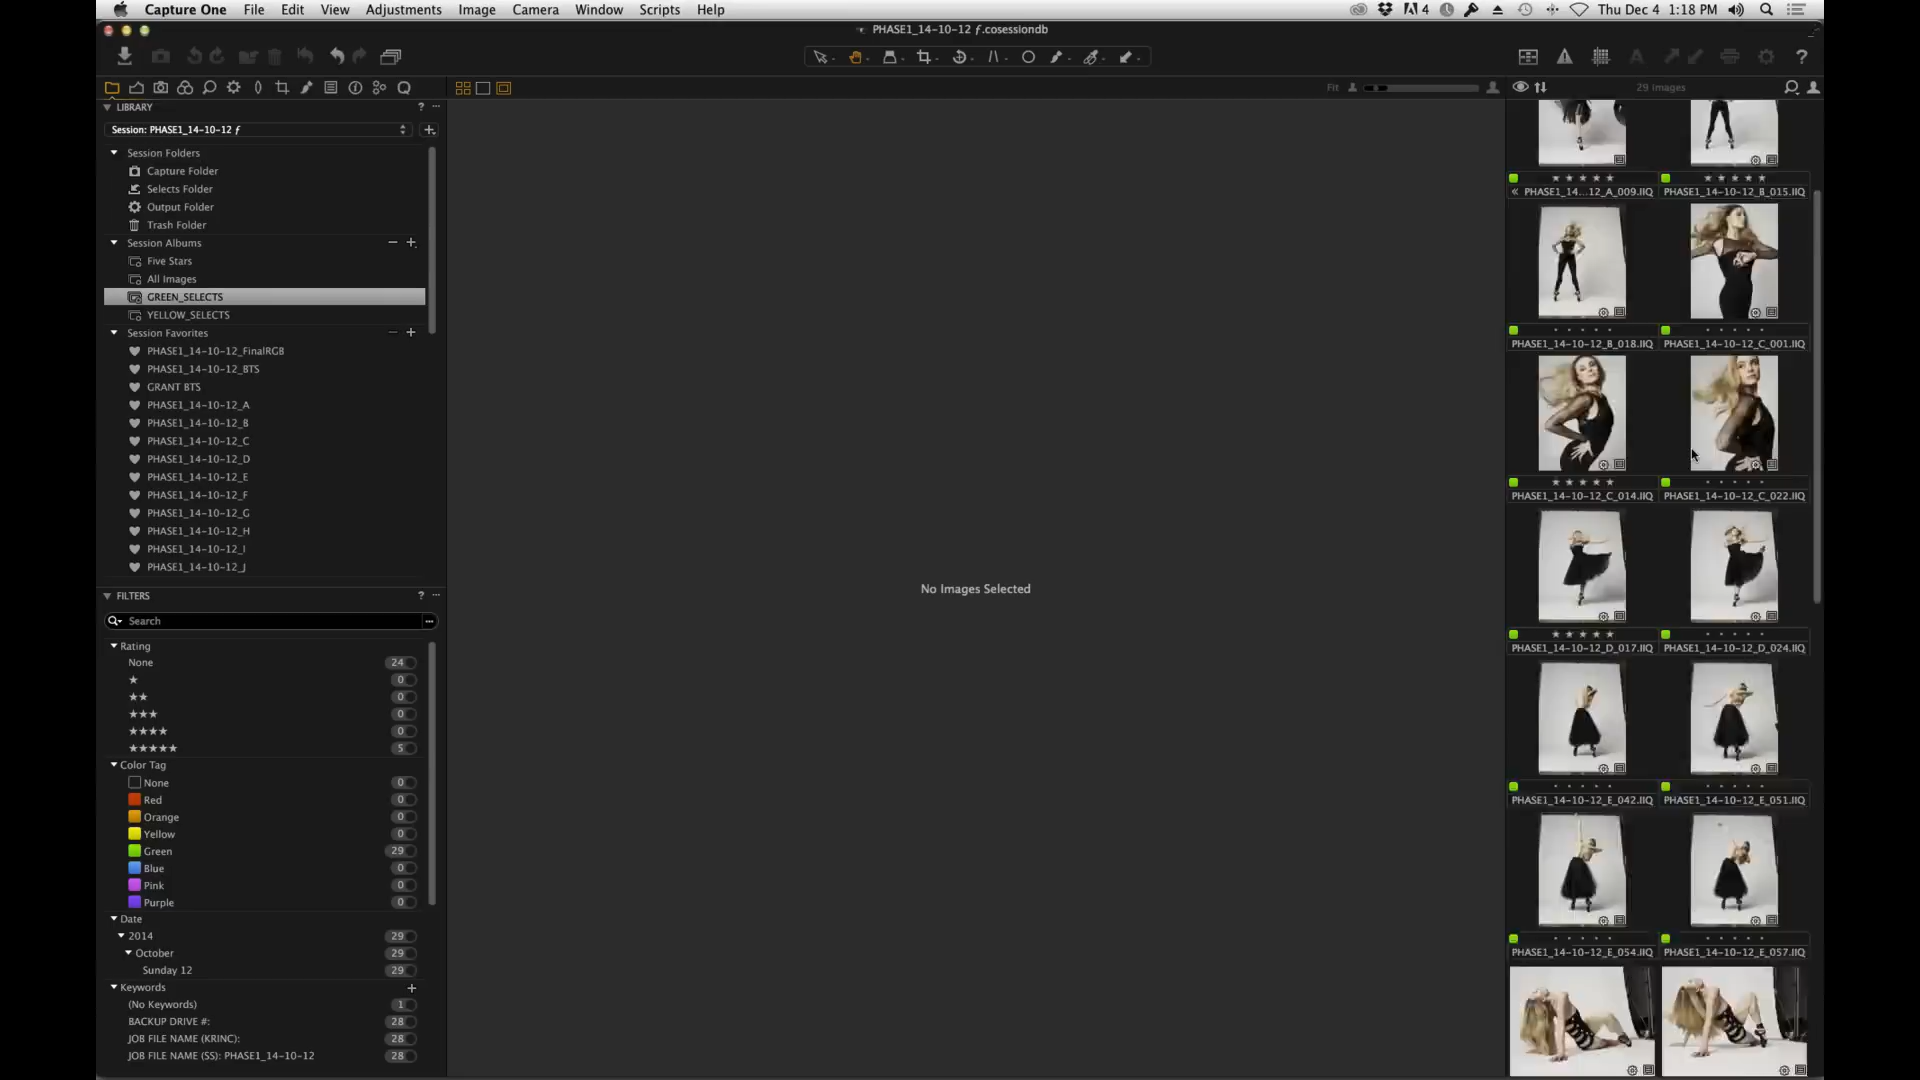 Capture One File Edit View Adjustments Image Camera Window Scripts Help 4 Thu Dec 4 1:18 PM
PHASE1_14-10-12 ƒ.cosessiondb
A ?
Fit 29 images
LIBRARY ? ...
Session: PHASE1_14-10-12 ƒ
Session Folders
Capture Folder
Selects Folder
Output Folder
Trash Folder
Session Albums
Five Stars
All Images
GREEN_SELECTS
YELLOW_SELECTS
Session Favorites
PHASE1_14-10-12_FinalRGB
PHASE1_14-10-12_BTS
GRANT BTS
PHASE1_14-10-12_A
PHASE1_14-10-12_B
PHASE1_14-10-12_C
PHASE1_14-10-12_D
PHASE1_14-10-12_E
PHASE1_14-10-12_F
PHASE1_14-10-12_G
PHASE1_14-10-12_H
PHASE1_14-10-12_I
PHASE1_14-10-12_J
FILTERS ? ...
Search
Rating
None 24
★ 0
★★ 0
★★★ 0
★★★★ 0
★★★★★ 5
Color Tag
None 0
Red 0
Orange 0
Yellow 0
Green 29
Blue 0
Pink 0
Purple 0
Date
2014 29
October 29
Sunday 12 29
Keywords
(No Keywords) 1
BACKUP DRIVE #: 28
JOB FILE NAME (KRINC): 28
JOB FILE NAME (SS): PHASE1_14-10-12 28
No Images Selected
« PHASE1_14...12_A_009.IIQ PHASE1_14-10-12_B_015.IIQ
PHASE1_14-10-12_B_018.IIQ PHASE1_14-10-12_C_001.IIQ
PHASE1_14-10-12_C_014.IIQ PHASE1_14-10-12_C_022.IIQ
PHASE1_14-10-12_D_017.IIQ PHASE1_14-10-12_D_024.IIQ
PHASE1_14-10-12_E_042.IIQ PHASE1_14-10-12_E_051.IIQ
PHASE1_14-10-12_E_054.IIQ PHASE1_14-10-12_E_057.IIQ